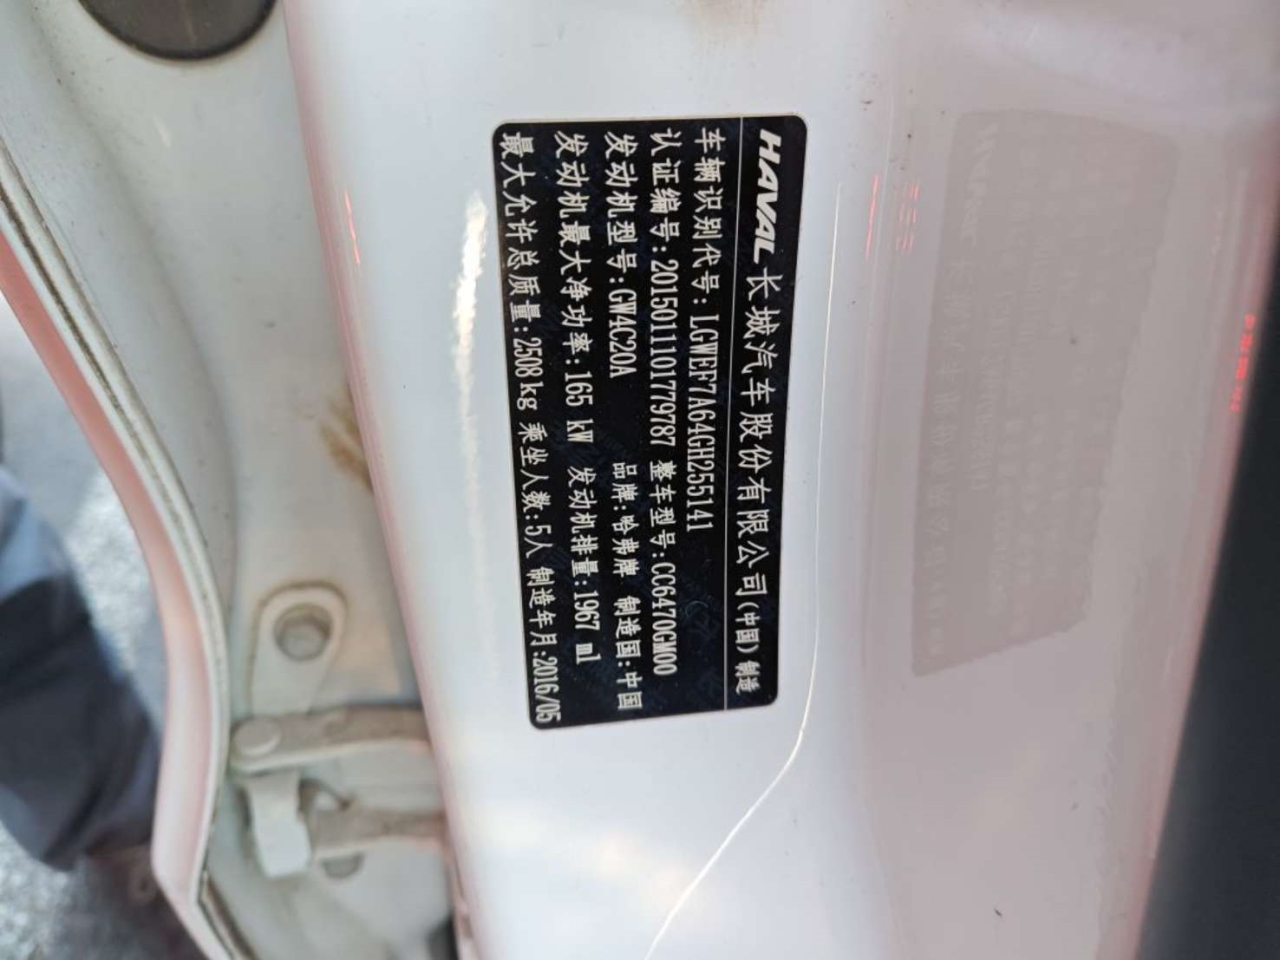 HAVAL 长城汽车股份有限公司(中国)制造
车辆识别代号:LGWEF7A64GH255141
认证编号:2015011101779787 整车型号:CC6470GM00
发动机型号:GW4C20A 品牌:哈弗牌 制造国:中国
发动机最大净功率:165 kW 发动机排量:1967 ml
最大允许总质量:2508kg 乘坐人数:5人 制造年月:2016/05